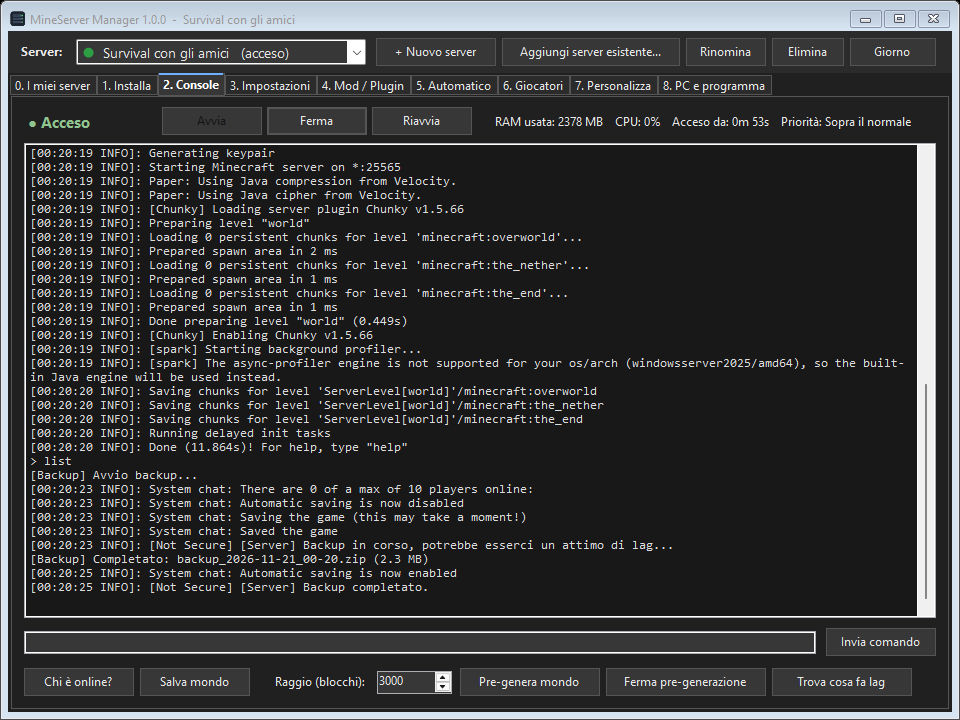 MineServer Manager 1.0.0 - Survival con gli amici
Server: Survival con gli amici (acceso) + Nuovo server Aggiungi server esistente... Rinomina Elimina Giorno
0. I miei server 1. Installa 2. Console 3. Impostazioni 4. Mod / Plugin 5. Automatico 6. Giocatori 7. Personalizza 8. PC e programma
● Acceso Avvia Ferma Riavvia RAM usata: 2378 MB CPU: 0% Acceso da: 0m 53s Priorità: Sopra il normale
[00:20:19 INFO]: Generating keypair
[00:20:19 INFO]: Starting Minecraft server on *:25565
[00:20:19 INFO]: Paper: Using Java compression from Velocity.
[00:20:19 INFO]: Paper: Using Java cipher from Velocity.
[00:20:19 INFO]: [Chunky] Loading server plugin Chunky v1.5.66
[00:20:19 INFO]: Preparing level "world"
[00:20:19 INFO]: Loading 0 persistent chunks for level 'minecraft:overworld'...
[00:20:19 INFO]: Prepared spawn area in 2 ms
[00:20:19 INFO]: Loading 0 persistent chunks for level 'minecraft:the_nether'...
[00:20:19 INFO]: Prepared spawn area in 1 ms
[00:20:19 INFO]: Loading 0 persistent chunks for level 'minecraft:the_end'...
[00:20:19 INFO]: Prepared spawn area in 1 ms
[00:20:19 INFO]: Done preparing level "world" (0.449s)
[00:20:19 INFO]: [Chunky] Enabling Chunky v1.5.66
[00:20:19 INFO]: [spark] Starting background profiler...
[00:20:19 INFO]: [spark] The async-profiler engine is not supported for your os/arch (windowsserver2025/amd64), so the built-
in Java engine will be used instead.
[00:20:20 INFO]: Saving chunks for level 'ServerLevel[world]'/minecraft:overworld
[00:20:20 INFO]: Saving chunks for level 'ServerLevel[world]'/minecraft:the_nether
[00:20:20 INFO]: Saving chunks for level 'ServerLevel[world]'/minecraft:the_end
[00:20:20 INFO]: Running delayed init tasks
[00:20:20 INFO]: Done (11.864s)! For help, type "help"
> list
[Backup] Avvio backup...
[00:20:23 INFO]: System chat: There are 0 of a max of 10 players online:
[00:20:23 INFO]: System chat: Automatic saving is now disabled
[00:20:23 INFO]: System chat: Saving the game (this may take a moment!)
[00:20:23 INFO]: System chat: Saved the game
[00:20:23 INFO]: [Not Secure] [Server] Backup in corso, potrebbe esserci un attimo di lag...
[Backup] Completato: backup_2026-11-21_00-20.zip (2.3 MB)
[00:20:25 INFO]: System chat: Automatic saving is now enabled
[00:20:25 INFO]: [Not Secure] [Server] Backup completato.
Invia comando
Chi è online? Salva mondo Raggio (blocchi): 3000 Pre-genera mondo Ferma pre-generazione Trova cosa fa lag